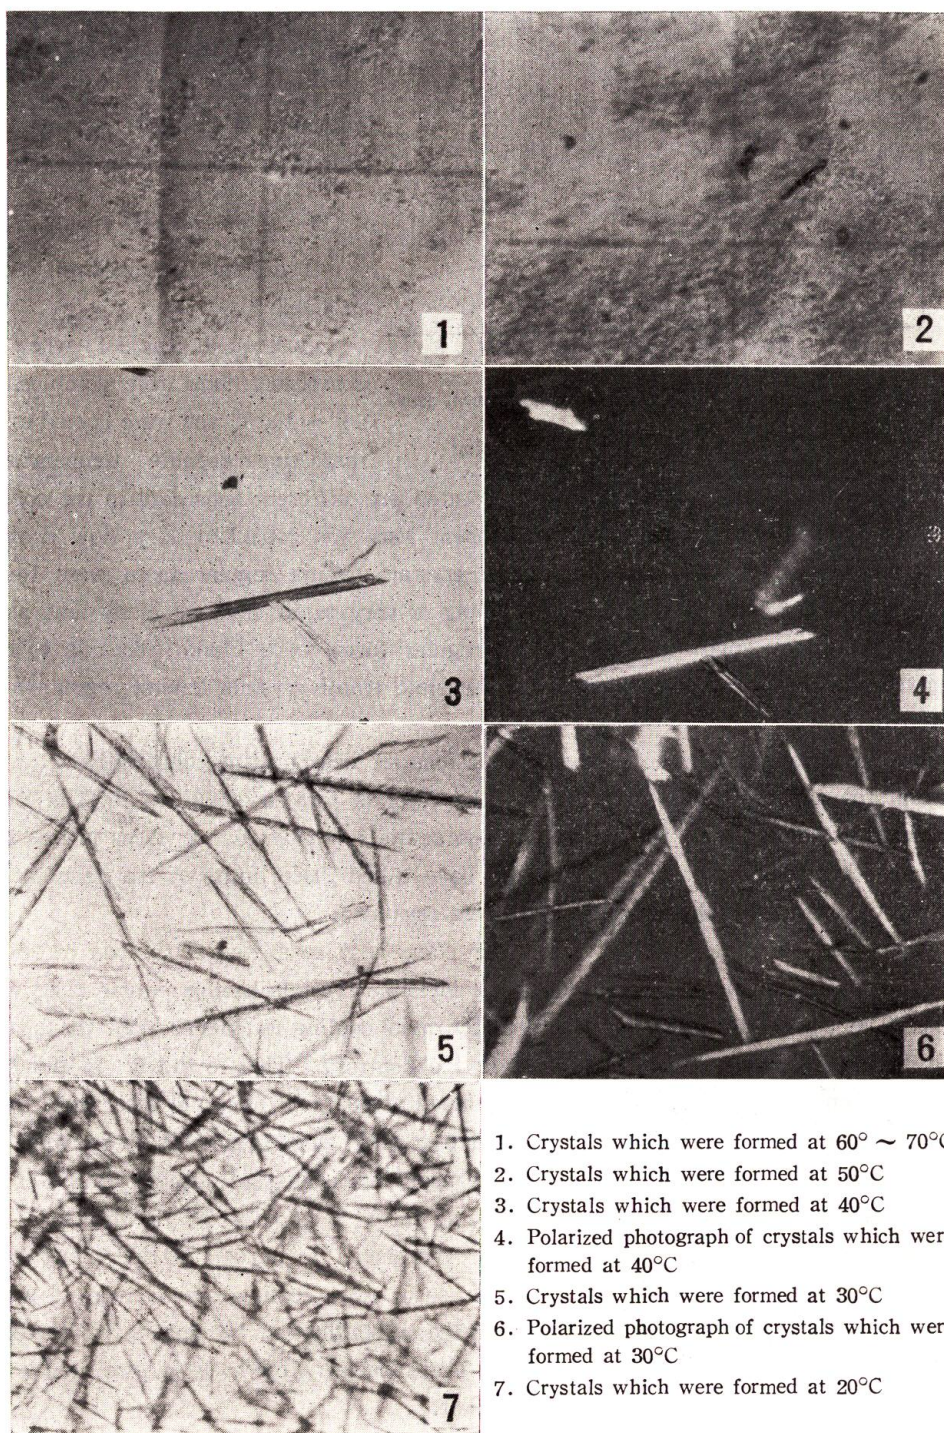 1
2
3
4
5
6
7
1. Crystals which were formed at 60° ~ 70°C
2. Crystals which were formed at 50°C
3. Crystals which were formed at 40°C
4. Polarized photograph of crystals which wer
formed at 40°C
5. Crystals which were formed at 30°C
6. Polarized photograph of crystals which wer
formed at 30°C
7. Crystals which were formed at 20°C